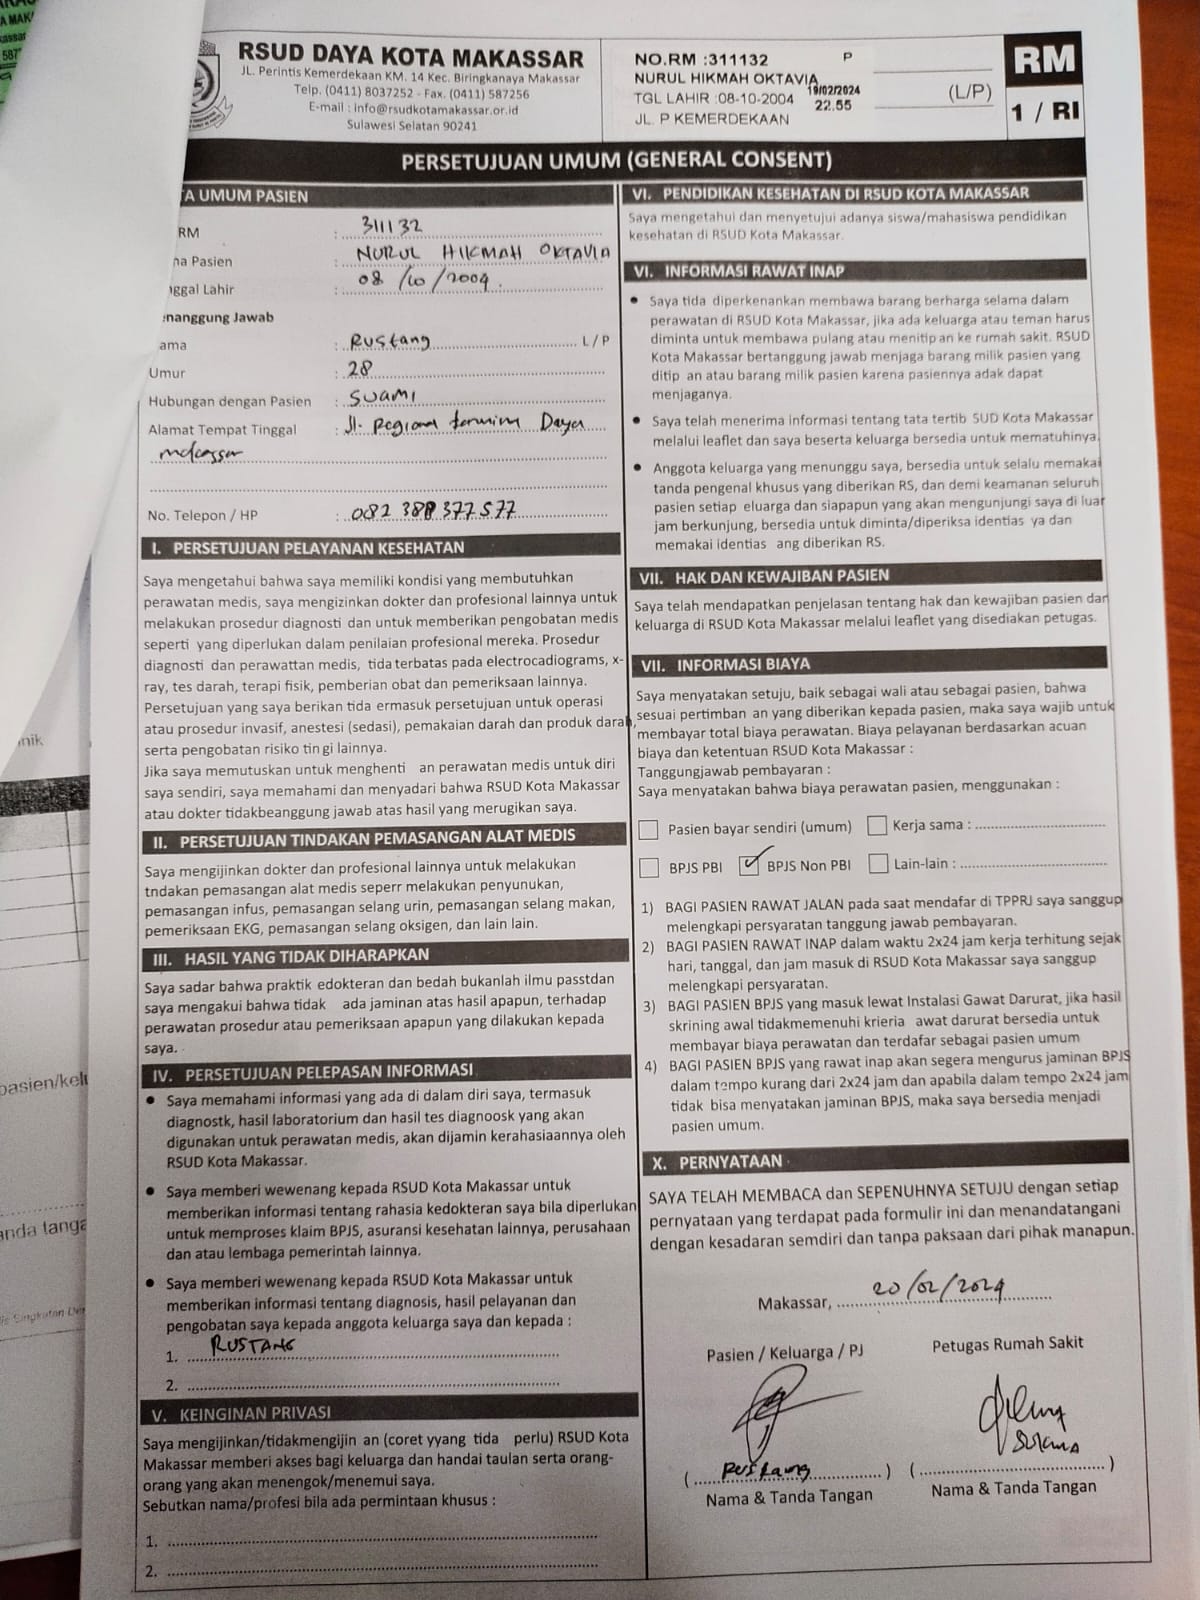 RSUD DAYA KOTA MAKASSAR
JL. Perintis Kemerdekaan KM. 14 Kec. Biringkanaya Makassar
Telp. (0411) 8037252 - Fax. (0411) 587256
E-mail : info@rsudkotamakassar.or.id
Sulawesi Selatan 90241
NO.RM :311132 P
NURUL HIKMAH OKTAVIA
TGL LAHIR :08-10-2004
19/02/2024
22.55
JL. P KEMERDEKAAN
(L/P)
RM
1 / RI
PERSETUJUAN UMUM (GENERAL CONSENT)
TA UMUM PASIEN
RM : 311132
na Pasien : NURUL HIKMAH OKTAVIA
nggal Lahir : 08/10/2004
enanggung Jawab
ama : Rustang L/P
Umur : 28
Hubungan dengan Pasien : Suami
Alamat Tempat Tinggal : Jl. Regional Daya
makassar
No. Telepon / HP :
I. PERSETUJUAN PELAYANAN KESEHATAN
Saya mengetahui bahwa saya memiliki kondisi yang membutuhkan
perawatan medis, saya mengizinkan dokter dan profesional lainnya untuk
melakukan prosedur diagnosti dan untuk memberikan pengobatan medis
seperti yang diperlukan dalam penilaian profesional mereka. Prosedur
diagnosti dan perawattan medis, tida terbatas pada electrocadiograms, x-
ray, tes darah, terapi fisik, pemberian obat dan pemeriksaan lainnya.
Persetujuan yang saya berikan tida ermasuk persetujuan untuk operasi
atau prosedur invasif, anestesi (sedasi), pemakaian darah dan produk darah,
serta pengobatan risiko tin gi lainnya.
Jika saya memutuskan untuk menghenti an perawatan medis untuk diri
saya sendiri, saya memahami dan menyadari bahwa RSUD Kota Makassar
atau dokter tidakbeanggung jawab atas hasil yang merugikan saya.
II. PERSETUJUAN TINDAKAN PEMASANGAN ALAT MEDIS
Saya mengijinkan dokter dan profesional lainnya untuk melakukan
tndakan pemasangan alat medis seperr melakukan penyunukan,
pemasangan infus, pemasangan selang urin, pemasangan selang makan,
pemeriksaan EKG, pemasangan selang oksigen, dan lain lain.
III. HASIL YANG TIDAK DIHARAPKAN
Saya sadar bahwa praktik edokteran dan bedah bukanlah ilmu passtdan
saya mengakui bahwa tidak ada jaminan atas hasil apapun, terhadap
perawatan prosedur atau pemeriksaan apapun yang dilakukan kepada
saya.
IV. PERSETUJUAN PELEPASAN INFORMASI
• Saya memahami informasi yang ada di dalam diri saya, termasuk
diagnostk, hasil laboratorium dan hasil tes diagnoosk yang akan
digunakan untuk perawatan medis, akan dijamin kerahasiaannya oleh
RSUD Kota Makassar.
• Saya memberi wewenang kepada RSUD Kota Makassar untuk
memberikan informasi tentang rahasia kedokteran saya bila diperlukan
untuk memproses klaim BPJS, asuransi kesehatan lainnya, perusahaan
dan atau lembaga pemerintah lainnya.
• Saya memberi wewenang kepada RSUD Kota Makassar untuk
memberikan informasi tentang diagnosis, hasil pelayanan dan
pengobatan saya kepada anggota keluarga saya dan kepada :
1. RUSTANG
2.
V. KEINGINAN PRIVASI
Saya mengijinkan/tidakmengijin an (coret yyang tida perlu) RSUD Kota
Makassar memberi akses bagi keluarga dan handai taulan serta orang-
orang yang akan menengok/menemui saya.
Sebutkan nama/profesi bila ada permintaan khusus :
1.
2.
VI. PENDIDIKAN KESEHATAN DI RSUD KOTA MAKASSAR
Saya mengetahui dan menyetujui adanya siswa/mahasiswa pendidikan
kesehatan di RSUD Kota Makassar.
VI. INFORMASI RAWAT INAP
• Saya tida diperkenankan membawa barang berharga selama dalam
perawatan di RSUD Kota Makassar, jika ada keluarga atau teman harus
diminta untuk membawa pulang atau menitip an ke rumah sakit. RSUD
Kota Makassar bertanggung jawab menjaga barang milik pasien yang
ditip an atau barang milik pasien karena pasiennya adak dapat
menjaganya.
• Saya telah menerima informasi tentang tata tertib SUD Kota Makassar
melalui leaflet dan saya beserta keluarga bersedia untuk mematuhinya.
• Anggota keluarga yang menunggu saya, bersedia untuk selalu memakai
tanda pengenal khusus yang diberikan RS, dan demi keamanan seluruh
pasien setiap eluarga dan siapapun yang akan mengunjungi saya di luar
jam berkunjung, bersedia untuk diminta/diperiksa identias ya dan
memakai identias ang diberikan RS.
VII. HAK DAN KEWAJIBAN PASIEN
Saya telah mendapatkan penjelasan tentang hak dan kewajiban pasien dan
keluarga di RSUD Kota Makassar melalui leaflet yang disediakan petugas.
VII. INFORMASI BIAYA
Saya menyatakan setuju, baik sebagai wali atau sebagai pasien, bahwa
sesuai pertimban an yang diberikan kepada pasien, maka saya wajib untuk
membayar total biaya perawatan. Biaya pelayanan berdasarkan acuan
biaya dan ketentuan RSUD Kota Makassar :
Tanggungjawab pembayaran :
Saya menyatakan bahwa biaya perawatan pasien, menggunakan :
Pasien bayar sendiri (umum) Kerja sama :
BPJS PBI ✓ BPJS Non PBI Lain-lain :
1) BAGI PASIEN RAWAT JALAN pada saat mendafar di TPPRJ saya sanggup
melengkapi persyaratan tanggung jawab pembayaran.
2) BAGI PASIEN RAWAT INAP dalam waktu 2x24 jam kerja terhitung sejak
hari, tanggal, dan jam masuk di RSUD Kota Makassar saya sanggup
melengkapi persyaratan.
3) BAGI PASIEN BPJS yang masuk lewat Instalasi Gawat Darurat, jika hasil
skrining awal tidakmemenuhi krieria awat darurat bersedia untuk
membayar biaya perawatan dan terdafar sebagai pasien umum
4) BAGI PASIEN BPJS yang rawat inap akan segera mengurus jaminan BPJS
dalam tempo kurang dari 2x24 jam dan apabila dalam tempo 2x24 jam
tidak bisa menyatakan jaminan BPJS, maka saya bersedia menjadi
pasien umum.
X. PERNYATAAN
SAYA TELAH MEMBACA dan SEPENUHNYA SETUJU dengan setiap
pernyataan yang terdapat pada formulir ini dan menandatangani
dengan kesadaran semdiri dan tanpa paksaan dari pihak manapun.
Makassar, 20/02/2024
Pasien / Keluarga / PJ Petugas Rumah Sakit
(Rustang) ( )
Nama & Tanda Tangan Nama & Tanda Tangan
nik
pasien/kelu
anda tanga